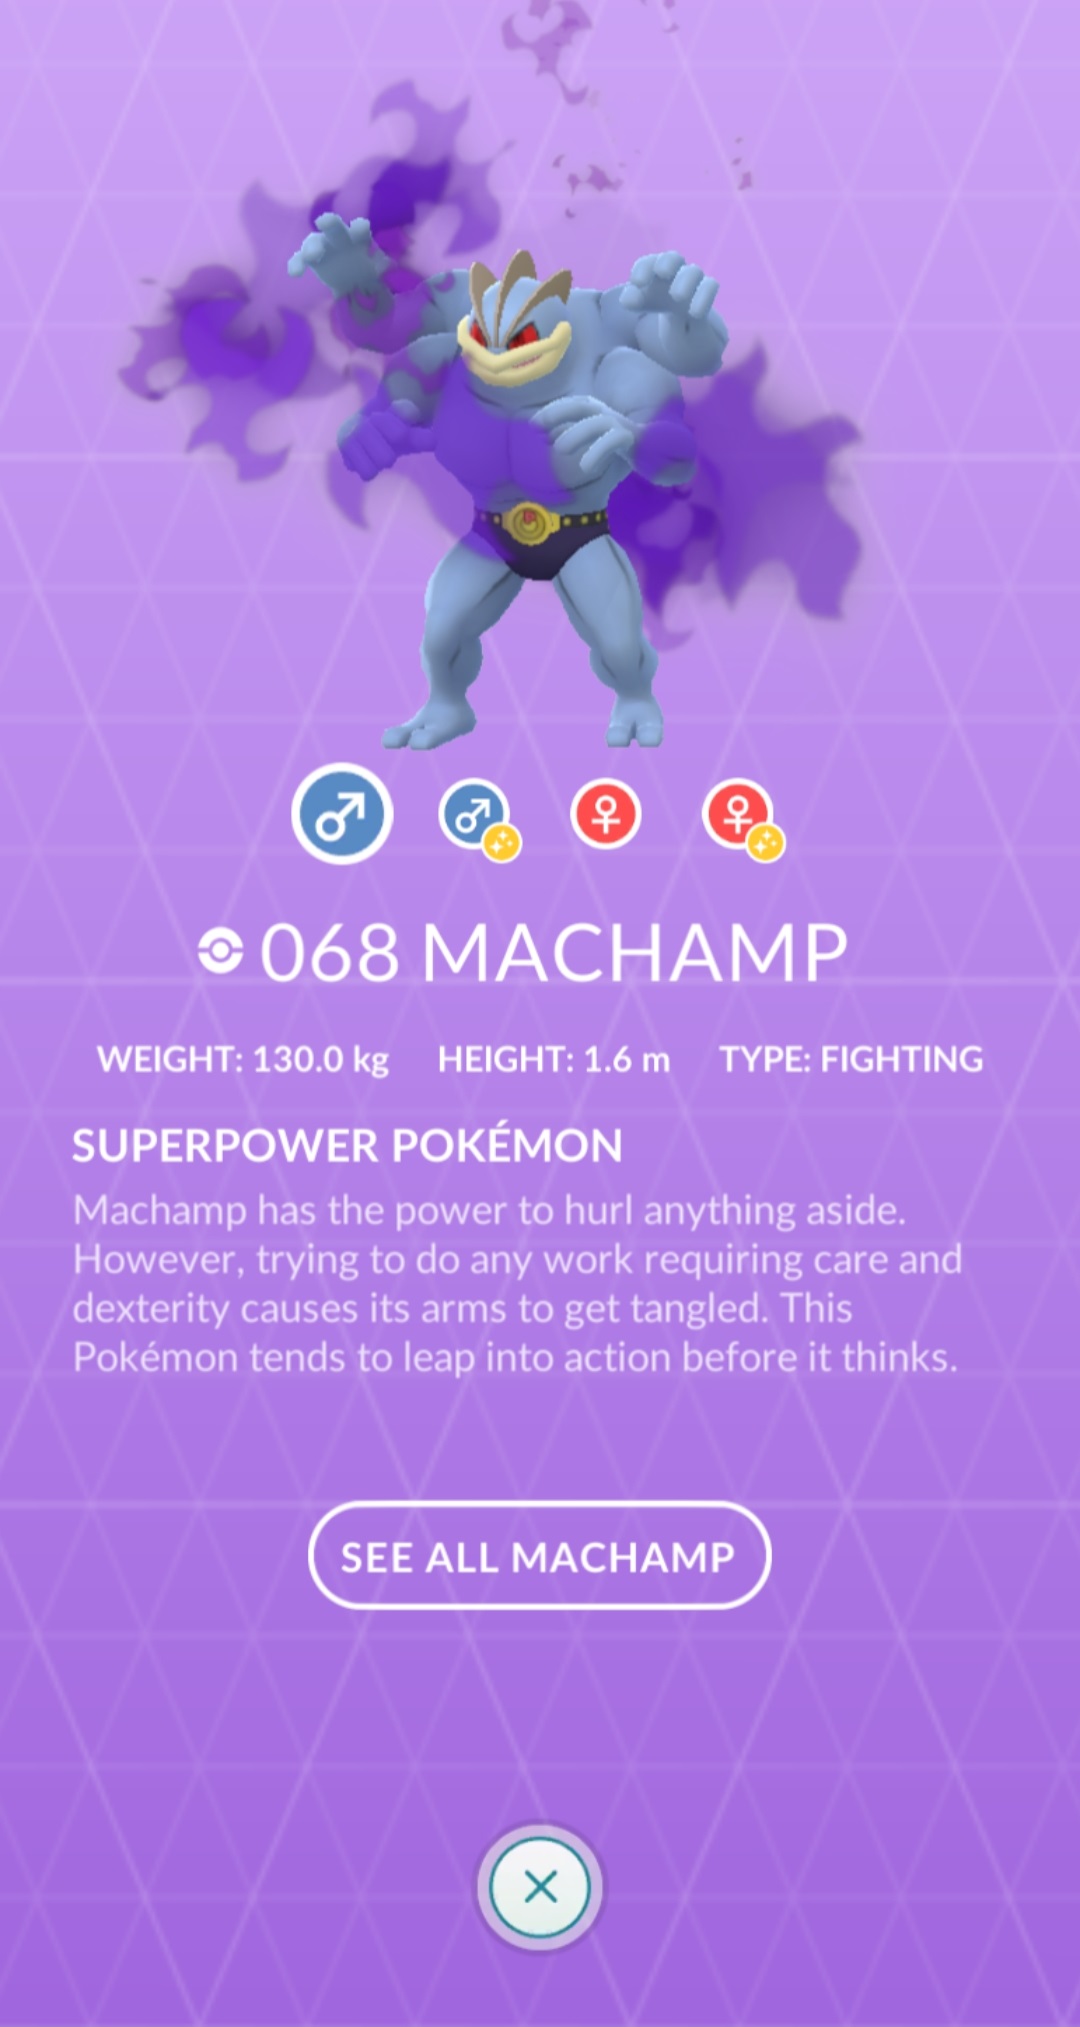 068 MACHAMP
WEIGHT: 130.0 kg HEIGHT: 1.6 m TYPE: FIGHTING
SUPERPOWER POKÉMON
Machamp has the power to hurl anything aside.
However, trying to do any work requiring care and
dexterity causes its arms to get tangled. This
Pokémon tends to leap into action before it thinks.
SEE ALL MACHAMP